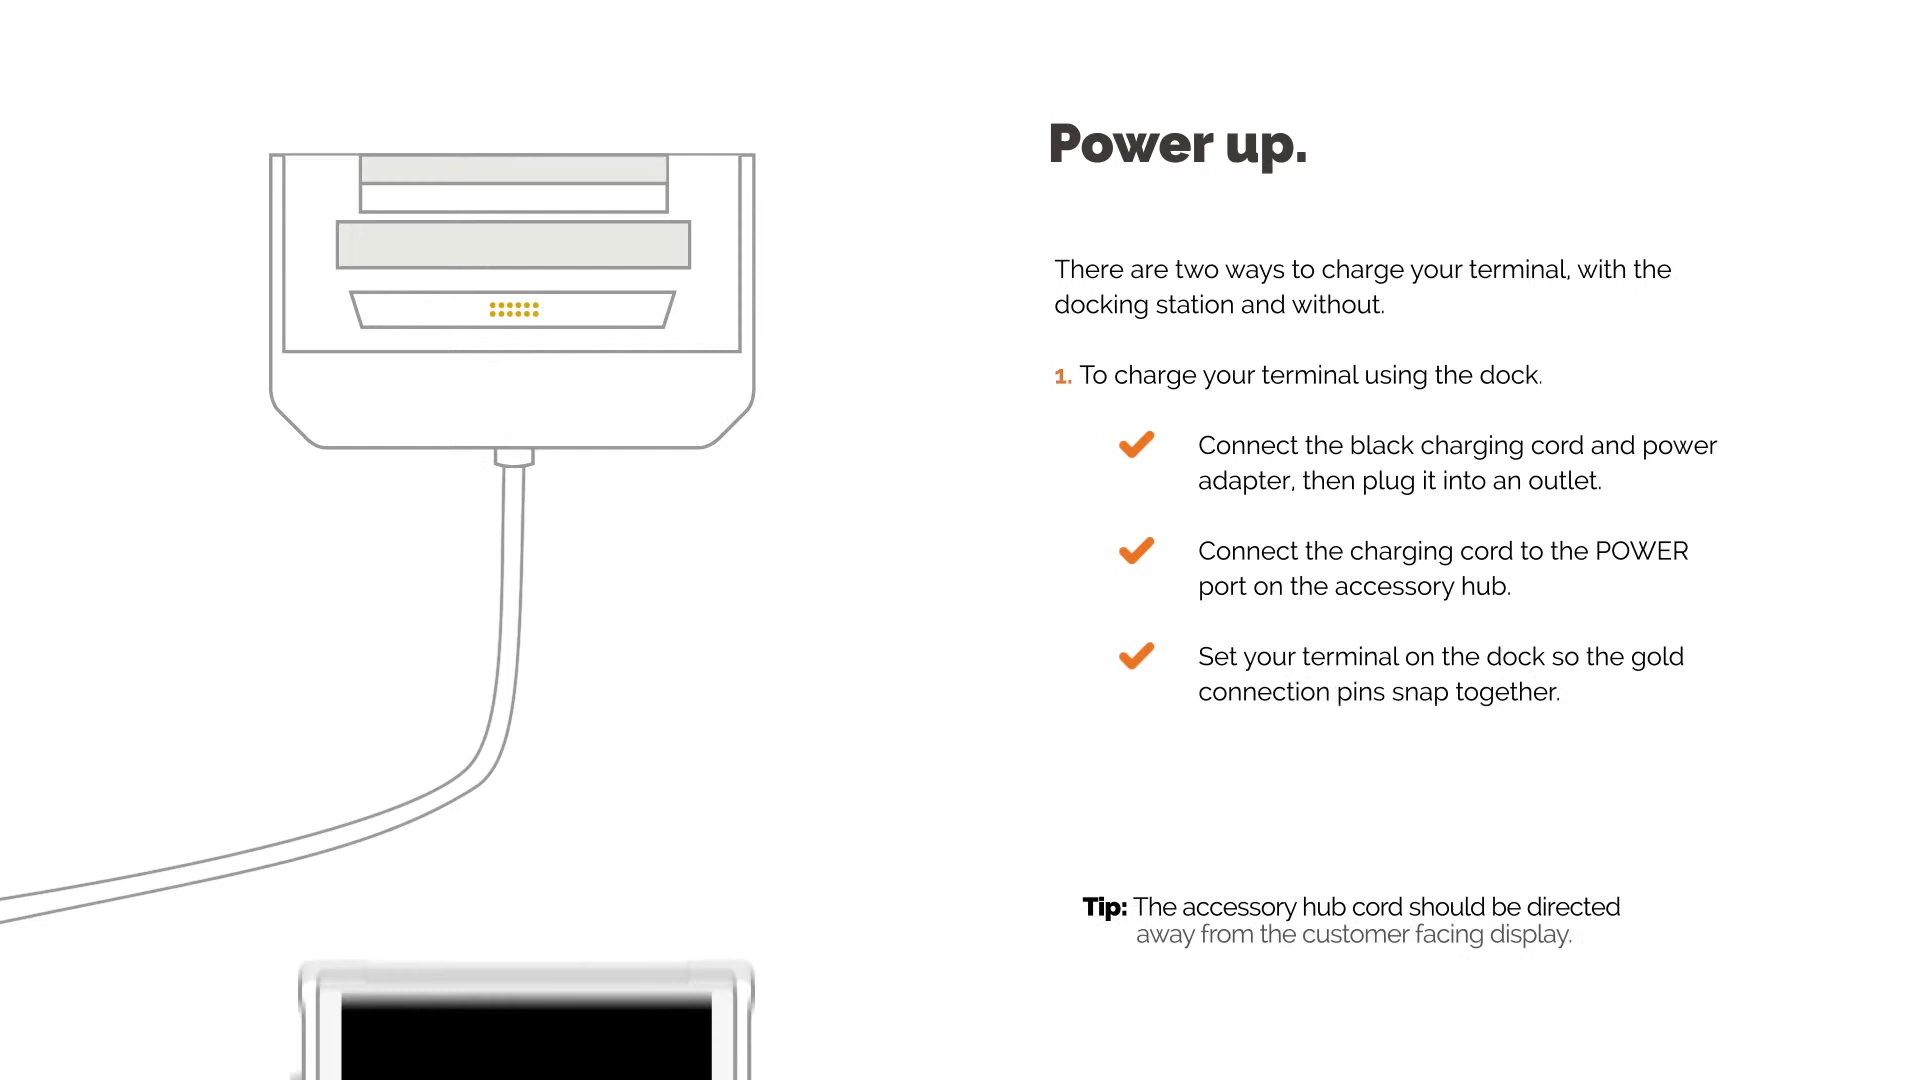 Power up.
There are two ways to charge your terminal, with the
docking station and without.
1. To charge your terminal using the dock.
Connect the black charging cord and power
adapter, then plug it into an outlet.
Connect the charging cord to the POWER
port on the accessory hub.
Set your terminal on the dock so the gold
connection pins snap together.
Tip: The accessory hub cord should be directed
away from the customer facing display.